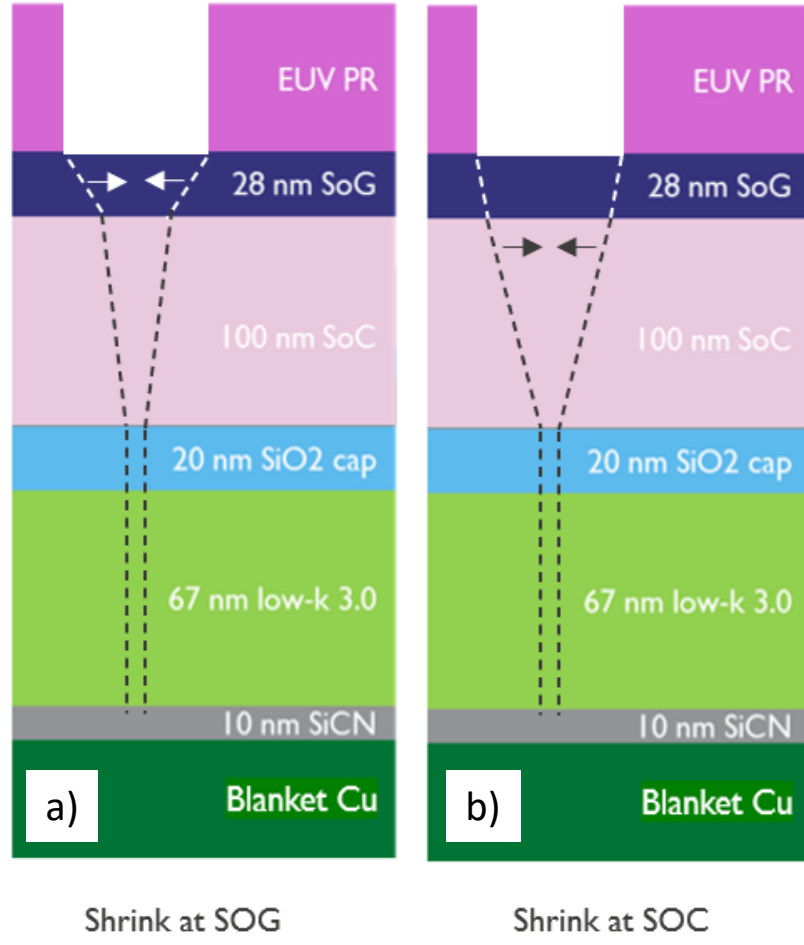 EUV PR
28 nm SoG
100 nm SoC
20 nm SiO2 cap
67 nm low-k 3.0
10 nm SiCN
Blanket Cu
a)
Shrink at SOG
EUV PR
28 nm SoG
100 nm SoC
20 nm SiO2 cap
67 nm low-k 3.0
10 nm SiCN
Blanket Cu
b)
Shrink at SOC